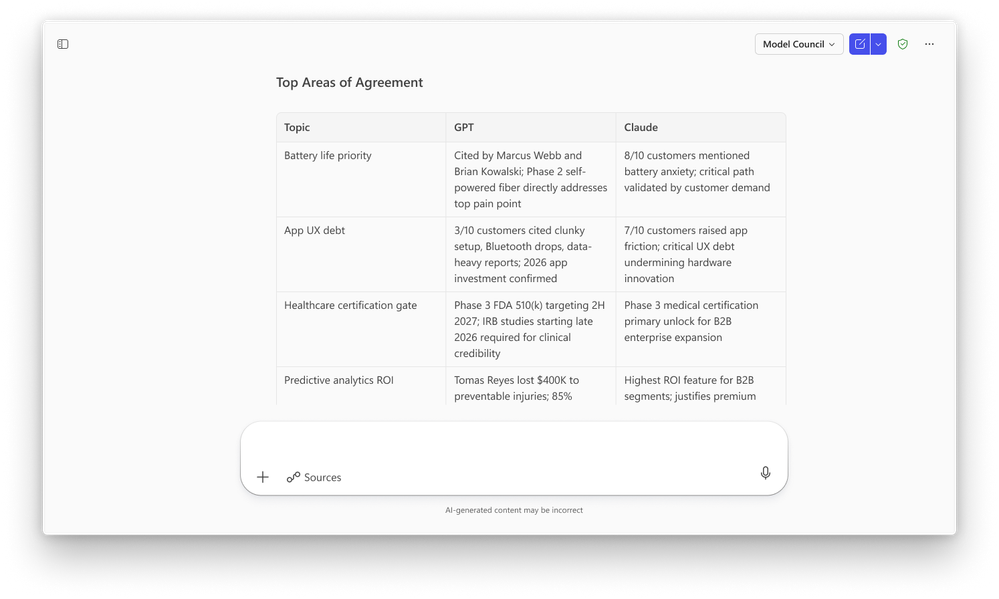 Model Council
Top Areas of Agreement
Topic GPT Claude
Battery life priority
Cited by Marcus Webb and
Brian Kowalski; Phase 2 self-
powered fiber directly addresses
top pain point
8/10 customers mentioned
battery anxiety; critical path
validated by customer demand
App UX debt
3/10 customers cited clunky
setup, Bluetooth drops, data-
heavy reports; 2026 app
investment confirmed
7/10 customers raised app
friction; critical UX debt
undermining hardware
innovation
Healthcare certification gate
Phase 3 FDA 510(k) targeting 2H
2027; IRB studies starting late
2026 required for clinical
credibility
Phase 3 medical certification
primary unlock for B2B
enterprise expansion
Predictive analytics ROI
Tomas Reyes lost $400K to
preventable injuries; 85%
Highest ROI feature for B2B
segments; justifies premium
Sources
AI-generated content may be incorrect